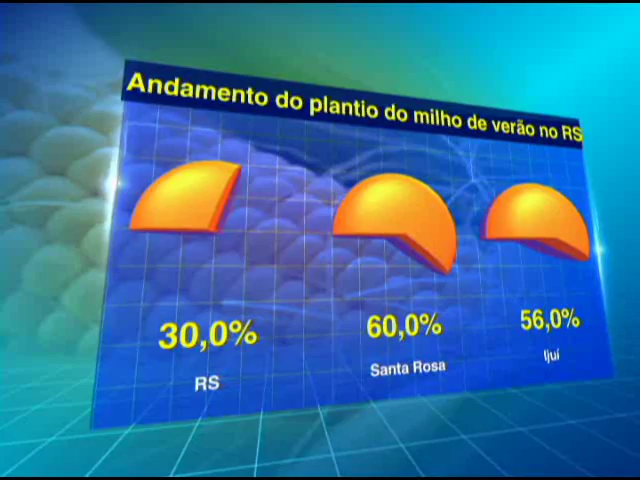 Andamento do plantio do milho de verão no RS
30,0%
60,0%
56,0%
RS
Santa Rosa
Ijuí